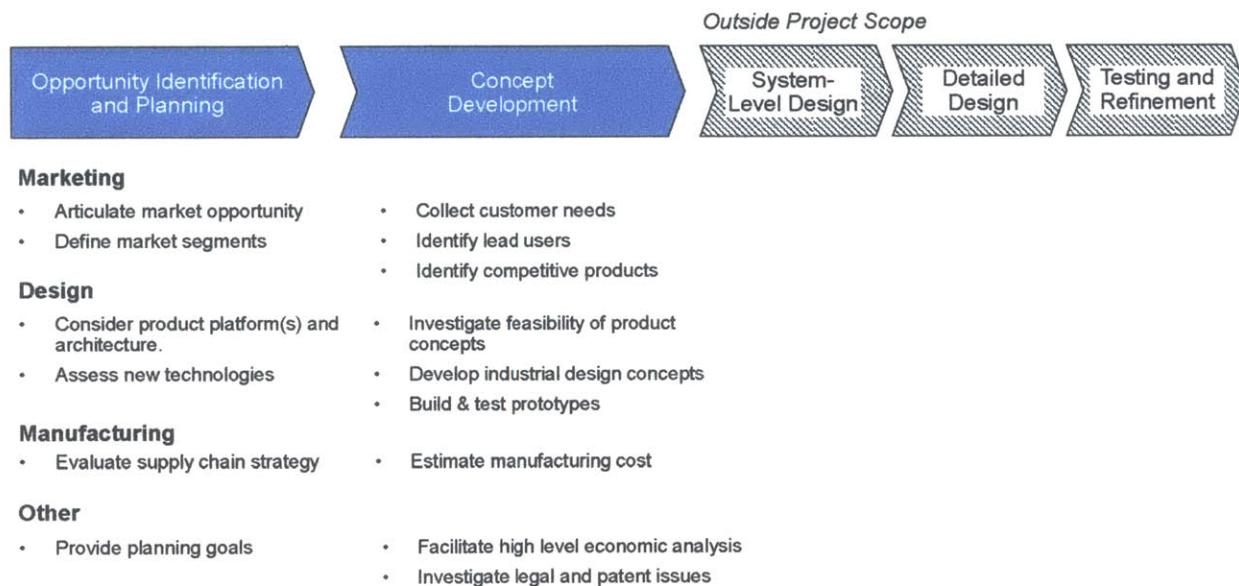 Outside Project Scope
Opportunity Identification
and Planning
Concept
Development
System-
Level Design
Detailed
Design
Testing and
Refinement
Marketing
• Articulate market opportunity
• Define market segments
• Collect customer needs
• Identify lead users
• Identify competitive products
Design
• Consider product platform(s) and
architecture.
• Assess new technologies
• Investigate feasibility of product
concepts
• Develop industrial design concepts
• Build & test prototypes
Manufacturing
• Evaluate supply chain strategy
• Estimate manufacturing cost
Other
• Provide planning goals
• Facilitate high level economic analysis
• Investigate legal and patent issues